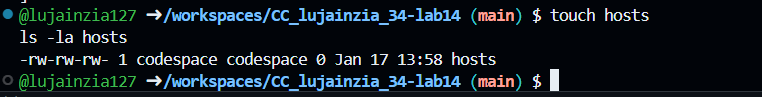 @lujainzia127 ➜/workspaces/CC_lujainzia_34-lab14 (main) $ touch hosts
ls -la hosts
-rw-rw-rw- 1 codespace codespace 0 Jan 17 13:58 hosts
@lujainzia127 ➜/workspaces/CC_lujainzia_34-lab14 (main) $